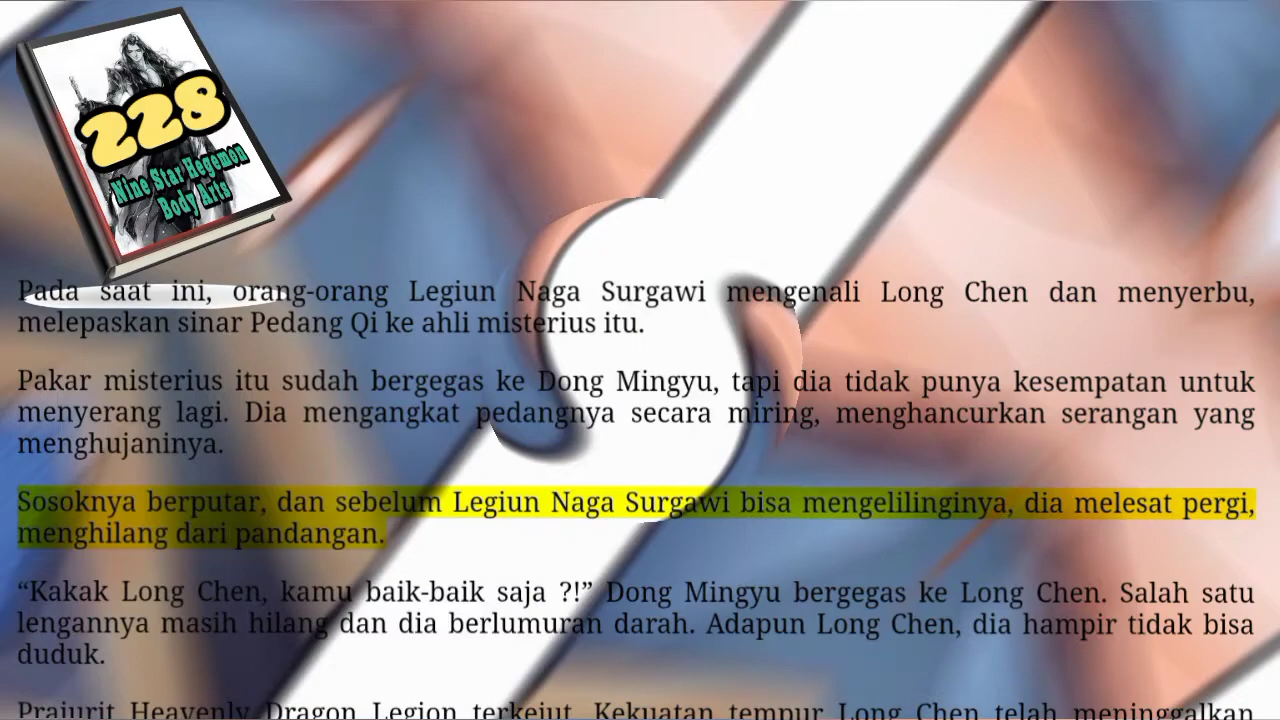 228
Nine Star Hegemon
Body Arts
Pada saat ini, orang-orang Legiun Naga Surgawi mengenali Long Chen dan menyerbu,
melepaskan sinar Pedang Qi ke ahli misterius itu.
Pakar misterius itu sudah bergegas ke Dong Mingyu, tapi dia tidak punya kesempatan untuk
menyerang lagi. Dia mengangkat pedangnya secara miring, menghancurkan serangan yang
menghujaninya.
Sosoknya berputar, dan sebelum Legiun Naga Surgawi bisa mengelilinginya, dia melesat pergi,
menghilang dari pandangan.
“Kakak Long Chen, kamu baik-baik saja ?!” Dong Mingyu bergegas ke Long Chen. Salah satu
lengannya masih hilang dan dia berlumuran darah. Adapun Long Chen, dia hampir tidak bisa
duduk.
Prajurit Heavenly Dragon Legion terkejut. Kekuatan tempur Long Chen telah meninggalkan